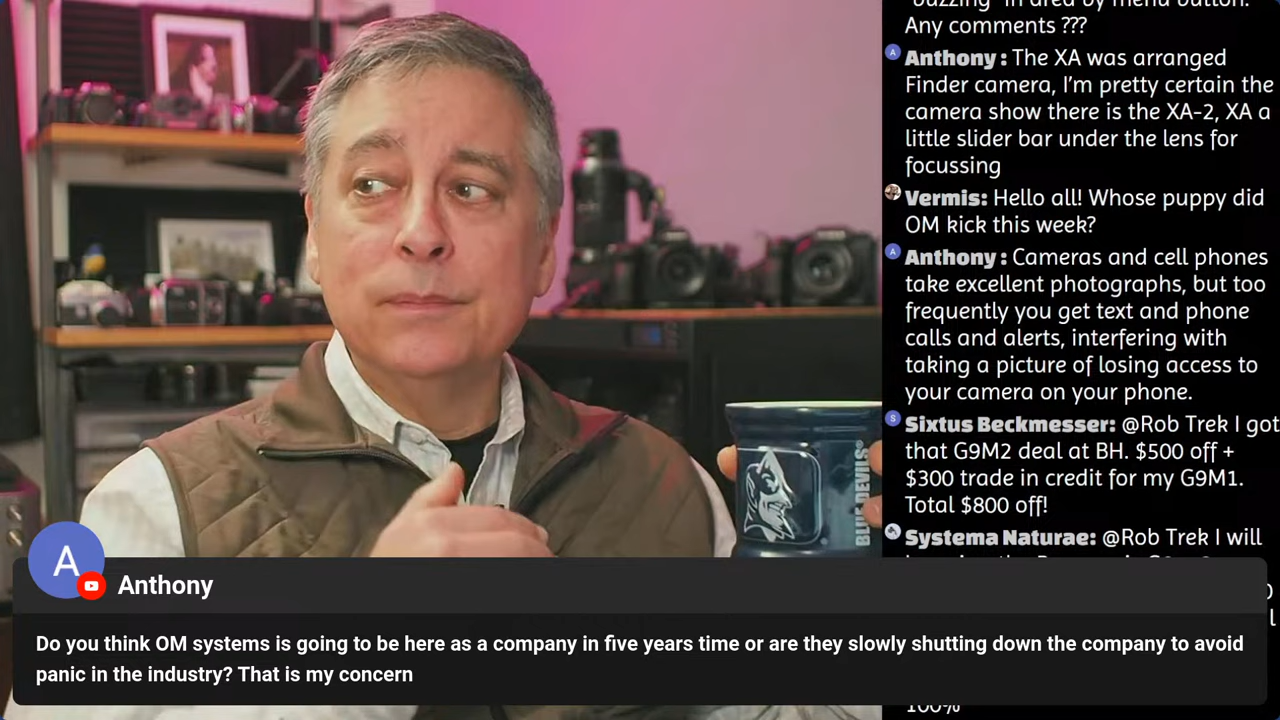 "buzzing" in area by menu button.
Any comments ???
A Anthony : The XA was arranged
Finder camera, I'm pretty certain the
camera show there is the XA-2, XA a
little slider bar under the lens for
focussing
Vermis: Hello all! Whose puppy did
OM kick this week?
A Anthony : Cameras and cell phones
take excellent photographs, but too
frequently you get text and phone
calls and alerts, interfering with
taking a picture of losing access to
your camera on your phone.
S Sixtus Beckmesser: @Rob Trek I got
that G9M2 deal at BH. $500 off +
$300 trade in credit for my G9M1.
Total $800 off!
Systema Naturae: @Rob Trek I will
100%
BLUE DEVILS®
A
Anthony
Do you think OM systems is going to be here as a company in five years time or are they slowly shutting down the company to avoid
panic in the industry? That is my concern